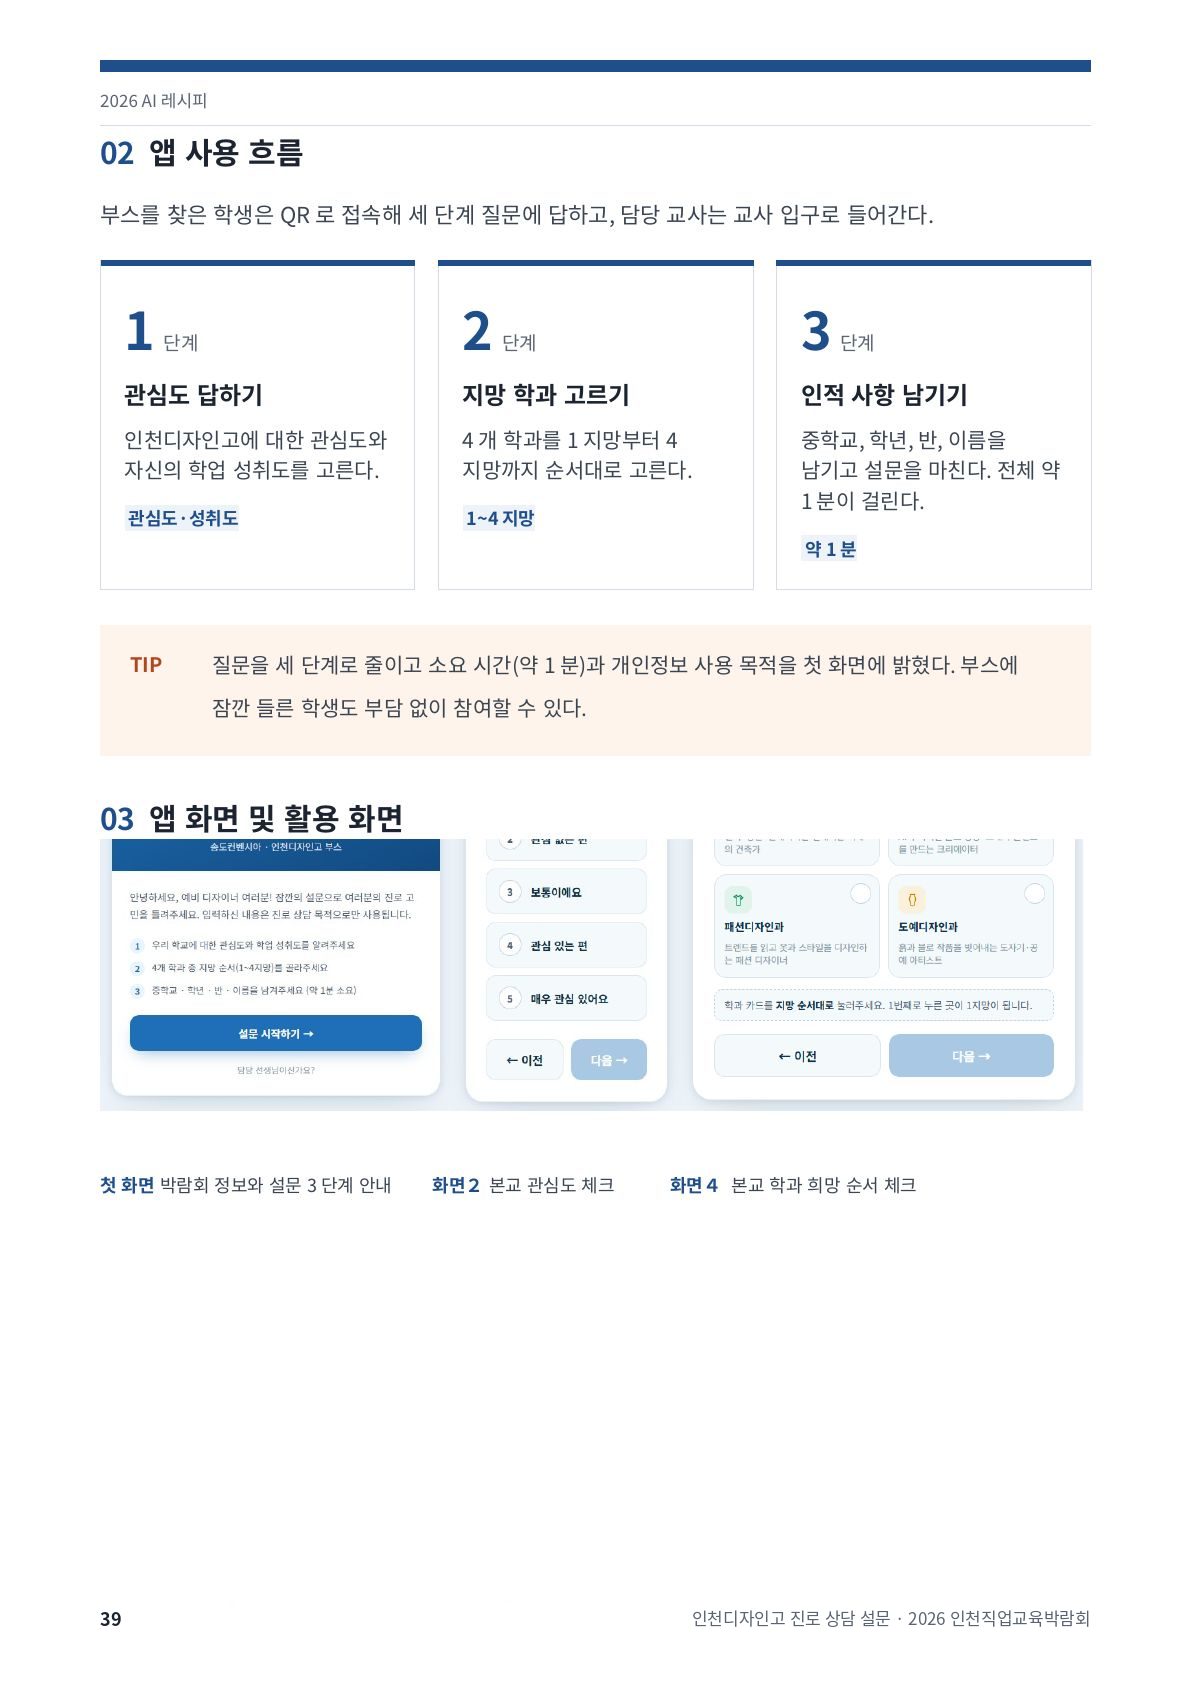 2026 AI 레시피
02 앱 사용 흐름
부스를 찾은 학생은 QR 로 접속해 세 단계 질문에 답하고, 담당 교사는 교사 입구로 들어간다.
1 단계
관심도 답하기
인천디자인고에 대한 관심도와
자신의 학업 성취도를 고른다.
관심도·성취도
2 단계
지망 학과 고르기
4 개 학과를 1 지망부터 4
지망까지 순서대로 고른다.
1~4 지망
3 단계
인적 사항 남기기
중학교, 학년, 반, 이름을
남기고 설문을 마친다. 전체 약
1 분이 걸린다.
약 1 분
TIP
질문을 세 단계로 줄이고 소요 시간(약 1 분)과 개인정보 사용 목적을 첫 화면에 밝혔다. 부스에
잠깐 들른 학생도 부담 없이 참여할 수 있다.
03 앱 화면 및 활용 화면
송도컨벤시아 · 인천디자인고 부스
안녕하세요, 예비 디자이너 여러분! 잠깐의 설문으로 여러분의 진로 고
민을 들려주세요. 입력하신 내용은 진로 상담 목적으로만 사용됩니다.
1 우리 학교에 대한 관심도와 학업 성취도를 알려주세요
2 4개 학과 중 지망 순서(1~4지망)를 골라주세요
3 중학교 · 학년 · 반 · 이름을 남겨주세요 (약 1분 소요)
설문 시작하기 →
담당 선생님이신가요?
3 보통이에요
4 관심 있는 편
5 매우 관심 있어요
← 이전
다음 →
의 건축가
를 만드는 크리에이터
패션디자인과
트렌드를 읽고 옷과 스타일을 디자인하
는 패션 디자이너
도예디자인과
흙과 불로 작품을 빚어내는 도자기·공
예 아티스트
학과 카드를 지망 순서대로 눌러주세요. 1번째로 누른 곳이 1지망이 됩니다.
← 이전
다음 →
첫 화면 박람회 정보와 설문 3 단계 안내
화면 2 본교 관심도 체크
화면 4 본교 학과 희망 순서 체크
39
인천디자인고 진로 상담 설문 · 2026 인천직업교육박람회